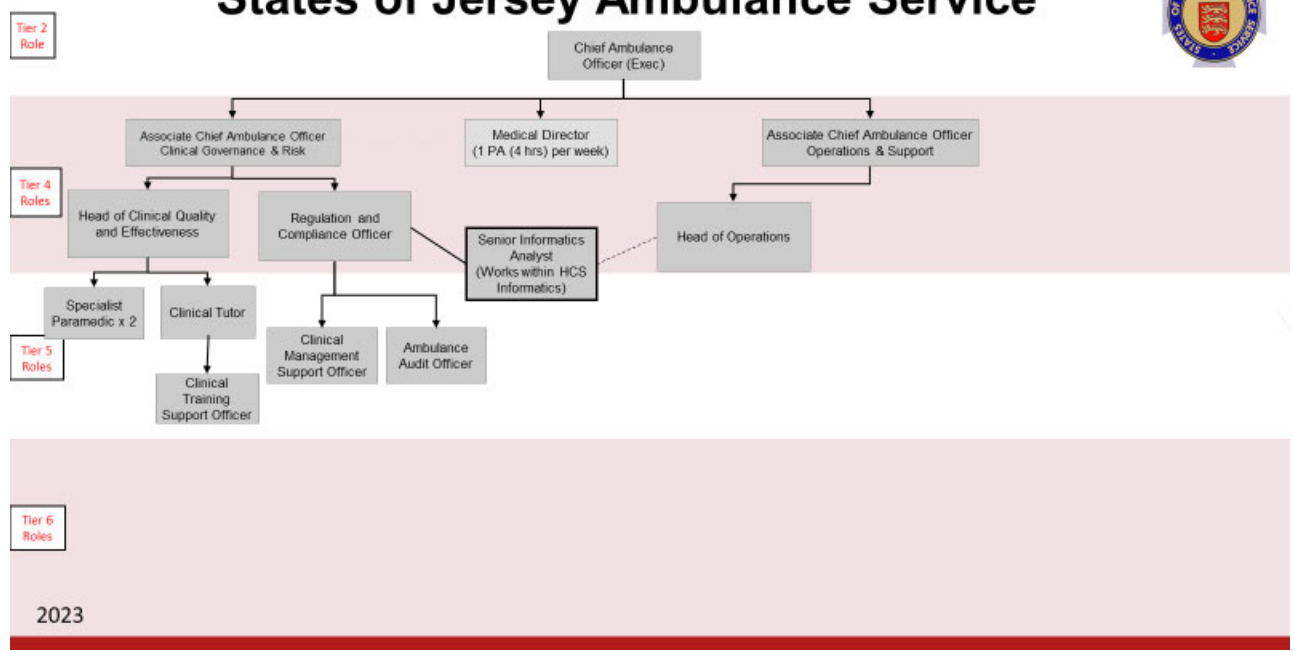 States of Jersey Ambulance Service
Tier 2
Role
Chief Ambulance
Officer (Exec)
Associate Chief Ambulance Officer
Clinical Governance & Risk
Medical Director
(1 PA (4 hrs) per week)
Associate Chief Ambulance Officer
Operations & Support
Tier 4
Roles
Head of Clinical Quality
and Effectiveness
Regulation and
Compliance Officer
Senior Informatics
Analyst
(Works within HCS
Informatics)
Head of Operations
Specialist
Paramedic x 2
Clinical Tutor
Tier 5
Roles
Clinical
Management
Support Officer
Ambulance
Audit Officer
Clinical
Training
Support Officer
Tier 6
Roles
2023